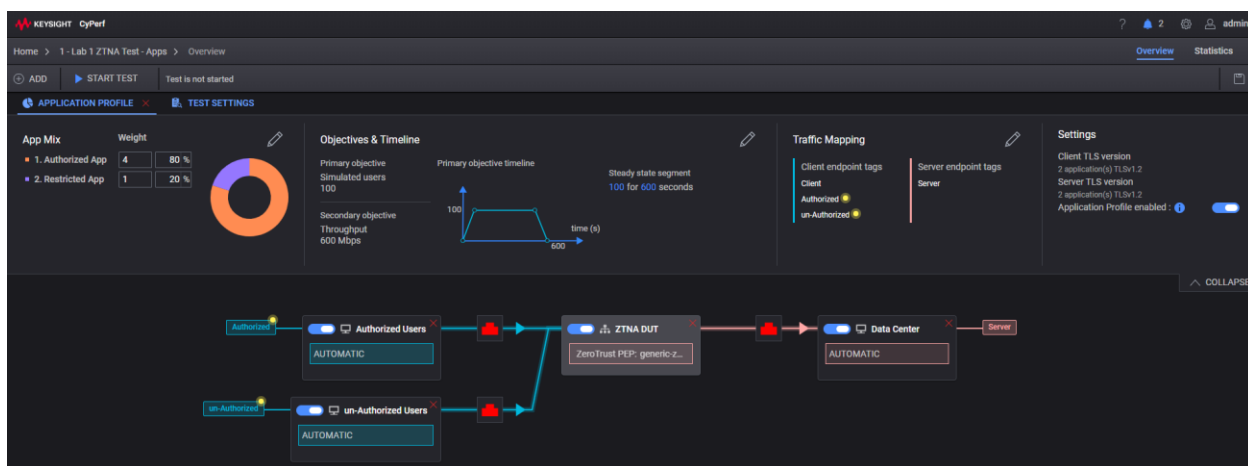 KEYSIGHT CyPerf
? 2 admin
Home > 1 - Lab 1 ZTNA Test - Apps > Overview
Overview Statistics
ADD START TEST Test is not started
APPLICATION PROFILE × TEST SETTINGS
App Mix Weight
1. Authorized App 4 80 %
2. Restricted App 1 20 %
Objectives & Timeline
Primary objective
Simulated users
100
Secondary objective
Throughput
600 Mbps
Primary objective timeline
100
time (s)
600
Steady state segment
100 for 600 seconds
Traffic Mapping
Client endpoint tags
Client
Authorized
un-Authorized
Server endpoint tags
Server
Settings
Client TLS version
2 application(s) TLSv1.2
Server TLS version
2 application(s) TLSv1.2
Application Profile enabled :
COLLAPSE
Authorized
Authorized Users
AUTOMATIC
ZTNA DUT
ZeroTrust PEP: generic-z...
Data Center
AUTOMATIC
Server
un-Authorized
un-Authorized Users
AUTOMATIC